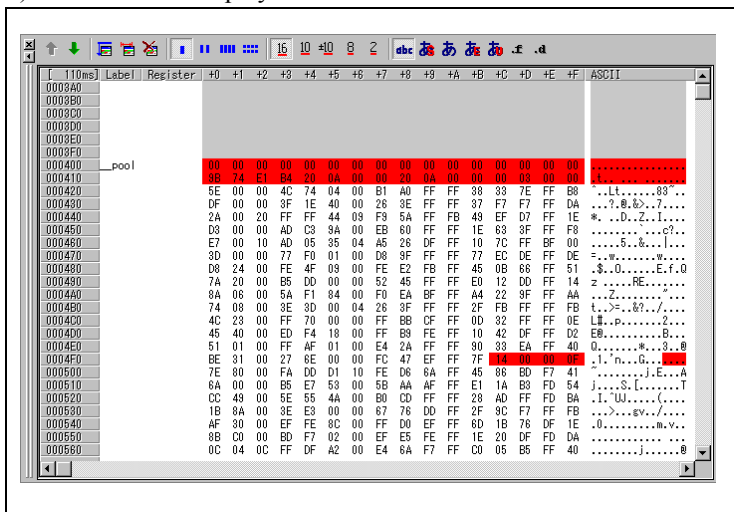 16 10 ±10 8 2 abc あ あ あ あ .f .d
[ 110ms] Label Register +0 +1 +2 +3 +4 +5 +6 +7 +8 +9 +A +B +C +D +E +F ASCII
0003A0
0003B0
0003C0
0003D0
0003E0
0003F0
000400 __pool 00 00 00 00 00 00 00 00 00 00 00 00 00 00 00 00 ................
000410 9B 74 E1 B4 20 0A 00 00 20 0A 00 00 00 03 00 00 .t.. ... .......
000420 5E 00 00 4C 74 04 00 B1 A0 FF FF 38 33 7E FF B8
000430 DF 00 00 3F 1E 40 00 26 3E FF FF 37 F7 F7 FF DA ...?.@.&>..7....
000440 2A 00 20 FF FF 44 09 F9 5A FF FB 49 EF D7 FF 1E *. ..D..Z..I....
000450 D3 00 00 AD C3 9A 00 EB 60 FF FF 1E 63 3F FF F8 ........`...c?..
000460 E7 00 10 AD 05 35 04 A5 26 DF FF 10 7C FF BF 00 .....5..&...|...
000470 3D 00 00 77 F0 01 00 D8 9F FF FF 77 EC DE FF DE =..w.......w....
000480 D8 24 00 FE 4F 09 00 FE E2 FB FF 45 0B 66 FF 51 .$..O......E.f.Q
000490 7A 20 00 B5 DD 00 00 52 45 FF FF E0 12 DD FF 14 z .....RE.......
0004A0 8A 06 00 5A F1 84 00 F0 EA BF FF A4 22 9F FF AA ...Z........"...
0004B0 74 08 00 3E 3D 00 04 26 3F FF FF 2F FB FF FF FB t..>=..&?../....
0004C0 4C 23 00 FF 70 00 00 FF BB CF FF 0D 32 FF FF 0E L#..p.......2...
0004D0 45 40 00 ED F4 18 00 FF B9 FE FF 10 42 DF FF D2 E@..........B...
0004E0 51 01 00 FF AF 01 00 E4 2A FF FF 90 33 EA FF 40 Q.......*...3..@
0004F0 BE 31 00 27 6E 00 00 FC 47 EF FF 7F 14 00 00 0F .1.'n...G.......
000500 7E 80 00 FA DD D1 10 FE D6 6A FF 45 86 BD F7 41
000510 6A 00 00 B5 E7 53 00 5B AA AF FF E1 1A B3 FD 54 j....S.[.......T
000520 CC 49 00 5E 55 4A 00 B0 CD FF FF 28 AD FF FD BA .I.^UJ.....(....
000530 1B 8A 00 3E E3 00 00 67 76 DD FF 2F 9C F7 FF FB ...>...gv../....
000540 AF 30 00 EF FE 8C 00 FF D0 EF FF 6D 1B 76 DF 1E .0.........m.v..
000550 8B C0 00 BD F7 02 00 EF E5 FE FF 1E 20 DF FD DA
000560 0C 04 0C FF DF A2 00 E4 6A F7 FF C0 05 B5 FF 40 ........j......@